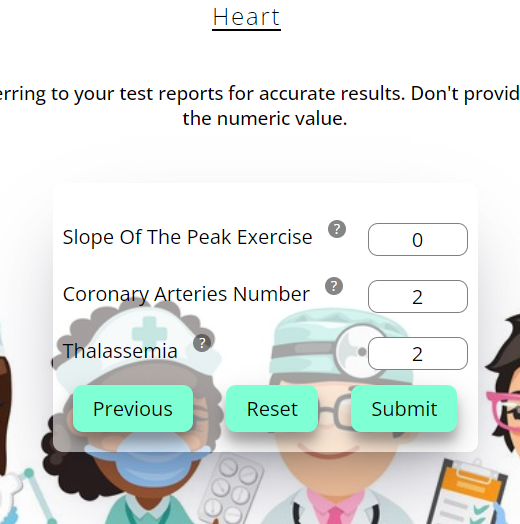 Heart
erring to your test reports for accurate results. Don't provid
the numeric value.
Slope Of The Peak Exercise ? 0
Coronary Arteries Number ? 2
Thalassemia ? 2
Previous Reset Submit